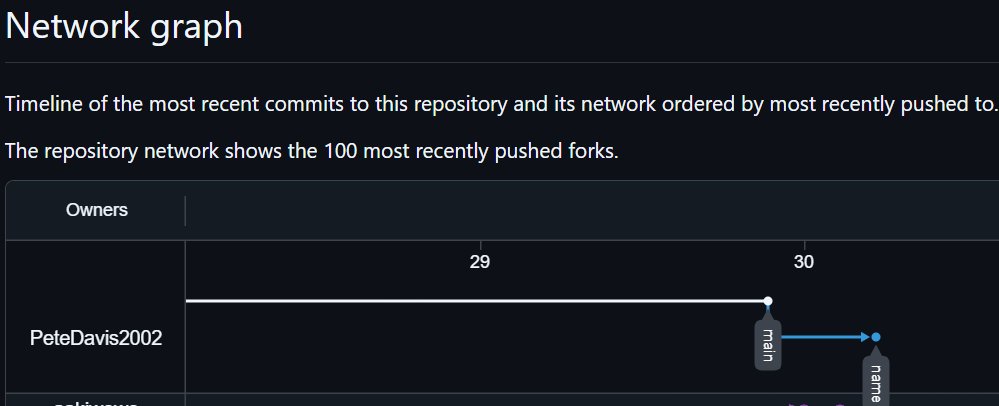 Network graph
Timeline of the most recent commits to this repository and its network ordered by most recently pushed to.
The repository network shows the 100 most recently pushed forks.
Owners
29
30
PeteDavis2002
main
name